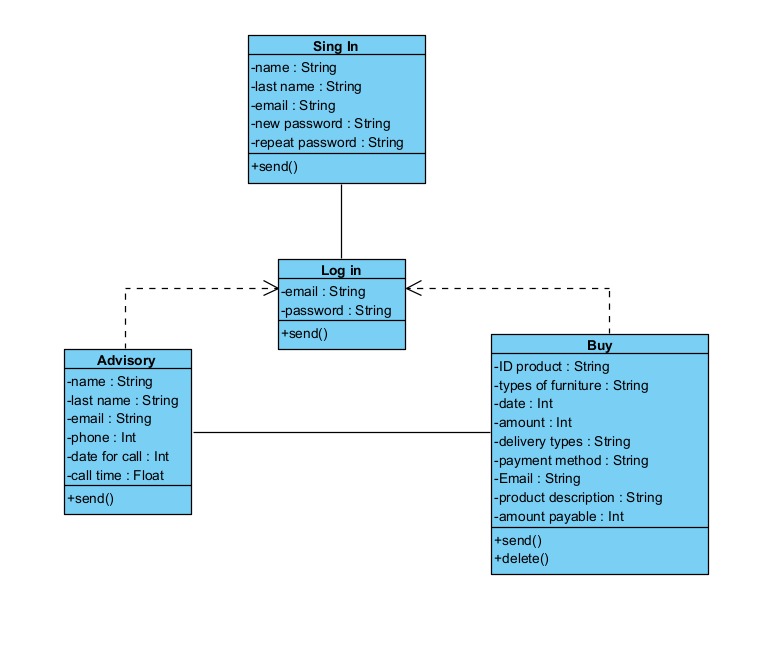 Sing In
-name : String
-last name : String
-email : String
-new password : String
-repeat password : String
+send()
Log in
-email : String
-password : String
+send()
Advisory
-name : String
-last name : String
-email : String
-phone : Int
-date for call : Int
-call time : Float
+send()
Buy
-ID product : String
-types of furniture : String
-date : Int
-amount : Int
-delivery types : String
-payment method : String
-Email : String
-product description : String
-amount payable : Int
+send()
+delete()